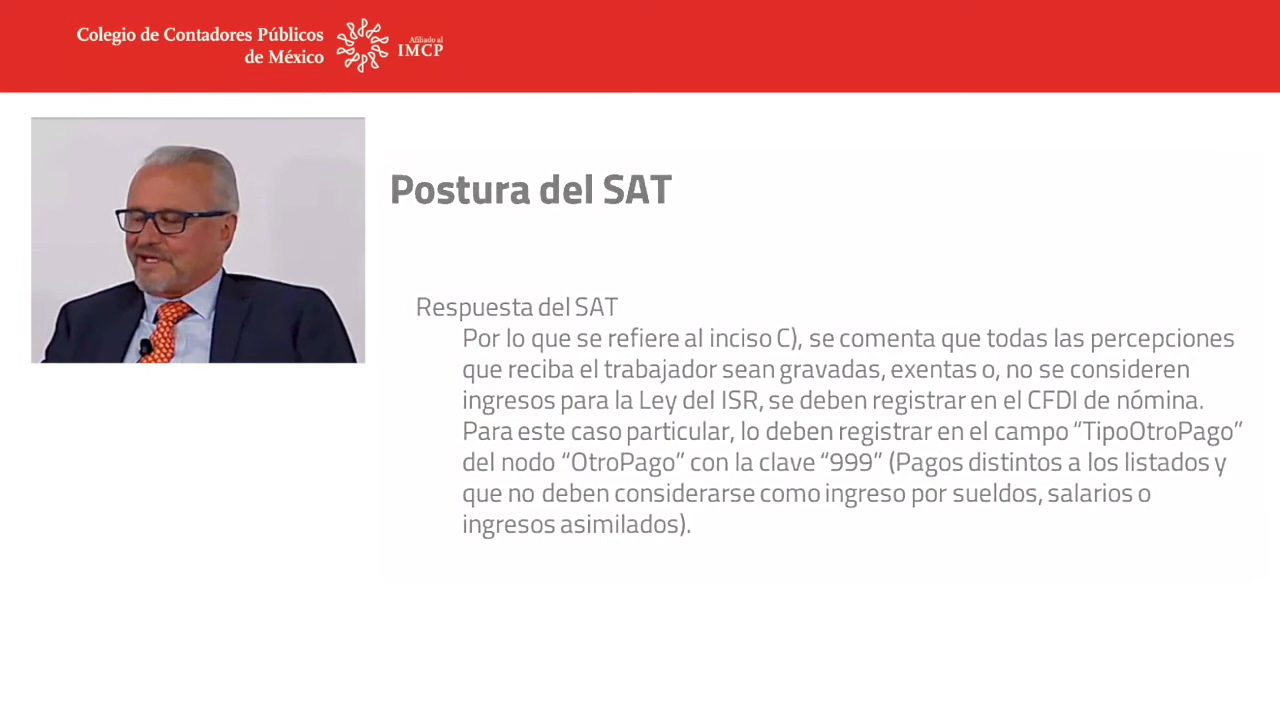 Colegio de Contadores Públicos
de México
Afiliado al
IMCP
Postura del SAT
Respuesta del SAT
Por lo que se refiere al inciso C), se comenta que todas las percepciones
que reciba el trabajador sean gravadas, exentas o, no se consideren
ingresos para la Ley del ISR, se deben registrar en el CFDI de nómina.
Para este caso particular, lo deben registrar en el campo “TipoOtroPago”
del nodo “OtroPago” con la clave “999” (Pagos distintos a los listados y
que no deben considerarse como ingreso por sueldos, salarios o
ingresos asimilados).